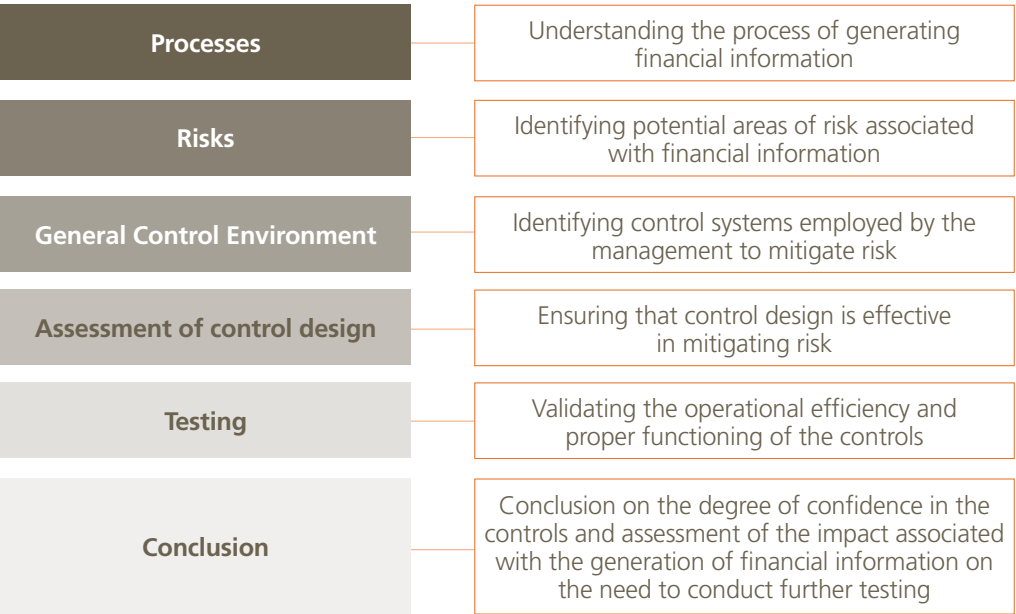 Processes
Understanding the process of generating
financial information
Risks
Identifying potential areas of risk associated
with financial information
General Control Environment
Identifying control systems employed by the
management to mitigate risk
Assessment of control design
Ensuring that control design is effective
in mitigating risk
Testing
Validating the operational efficiency and
proper functioning of the controls
Conclusion
Conclusion on the degree of confidence in the
controls and assessment of the impact associated
with the generation of financial information on
the need to conduct further testing